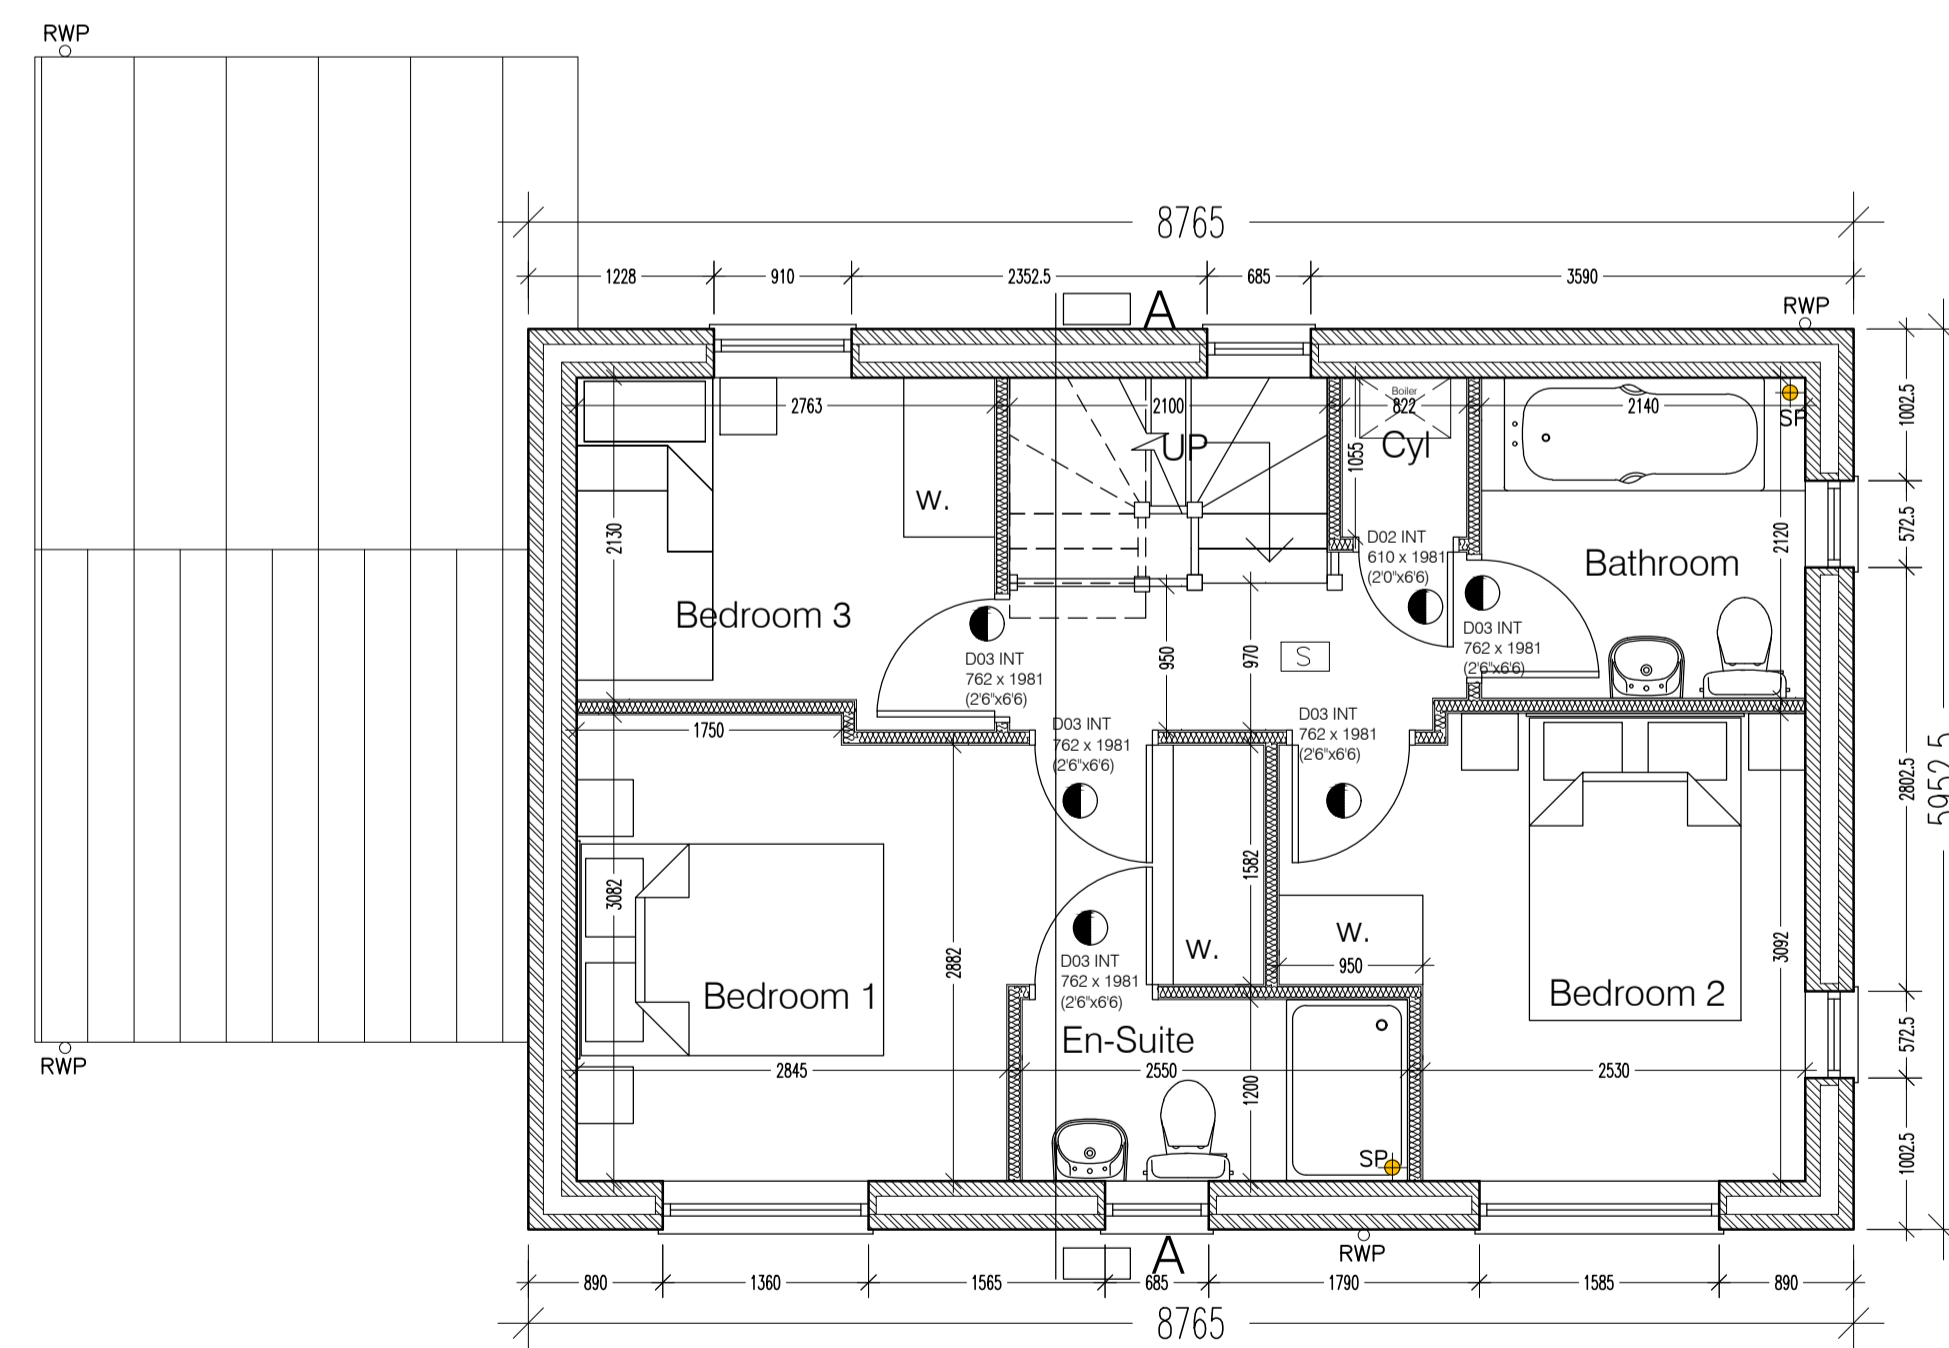 RWP
8765
1228
910
2352.5
685
3590
A
RWP
2763
2100
Boiler
822
2140
SP
UP
Cyl
1055
W.
2130
D02 INT
610 x 1981
(2'0"x6'6)
Bathroom
2120
1002.5
572.5
Bedroom 3
D03 INT
762 x 1981
(2'6"x6'6)
950
970
S
D03 INT
762 x 1981
(2'6"x6'6)
1750
D03 INT
762 x 1981
(2'6"x6'6)
D03 INT
762 x 1981
(2'6"x6'6)
2802.5
5952.5
3082
2882
1582
W.
W.
950
3092
Bedroom 1
D03 INT
762 x 1981
(2'6"x6'6)
Bedroom 2
En-Suite
RWP
2845
2550
1200
2530
572.5
SP
1002.5
A
RWP
890
1360
1565
685
1790
1585
890
8765